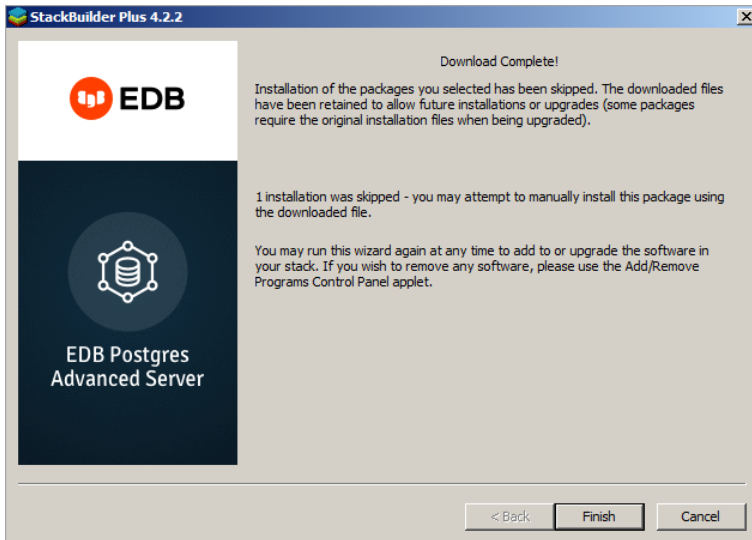 StackBuilder Plus 4.2.2
EDB
EDB
EDB Postgres
Advanced Server
Download Complete!
Installation of the packages you selected has been skipped. The downloaded files
have been retained to allow future installations or upgrades (some packages
require the original installation files when being upgraded).
1 installation was skipped - you may attempt to manually install this package using
the downloaded file.
You may run this wizard again at any time to add to or upgrade the software in
your stack. If you wish to remove any software, please use the Add/Remove
Programs Control Panel applet.
< Back
Finish
Cancel